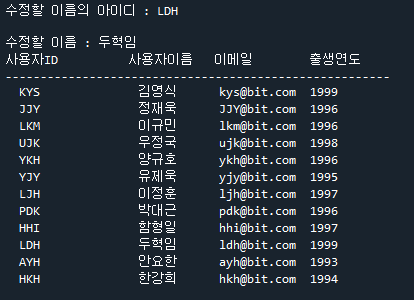 수정할 이름의 아이디 : LDH
수정할 이름 : 두혁임
사용자ID 사용자이름 이메일 출생연도
---------------------------------------------------------
KYS 김영식 kys@bit.com 1999
JJY 정재욱 JJY@bit.com 1996
LKM 이규민 lkm@bit.com 1996
UJK 우정국 ujk@bit.com 1998
YKH 양규호 ykh@bit.com 1996
YJY 유제욱 yjy@bit.com 1995
LJH 이정훈 ljh@bit.com 1997
PDK 박대근 pdk@bit.com 1996
HHI 함형일 hhi@bit.com 1997
LDH 두혁임 ldh@bit.com 1999
AYH 안요한 ayh@bit.com 1993
HKH 한강희 hkh@bit.com 1994